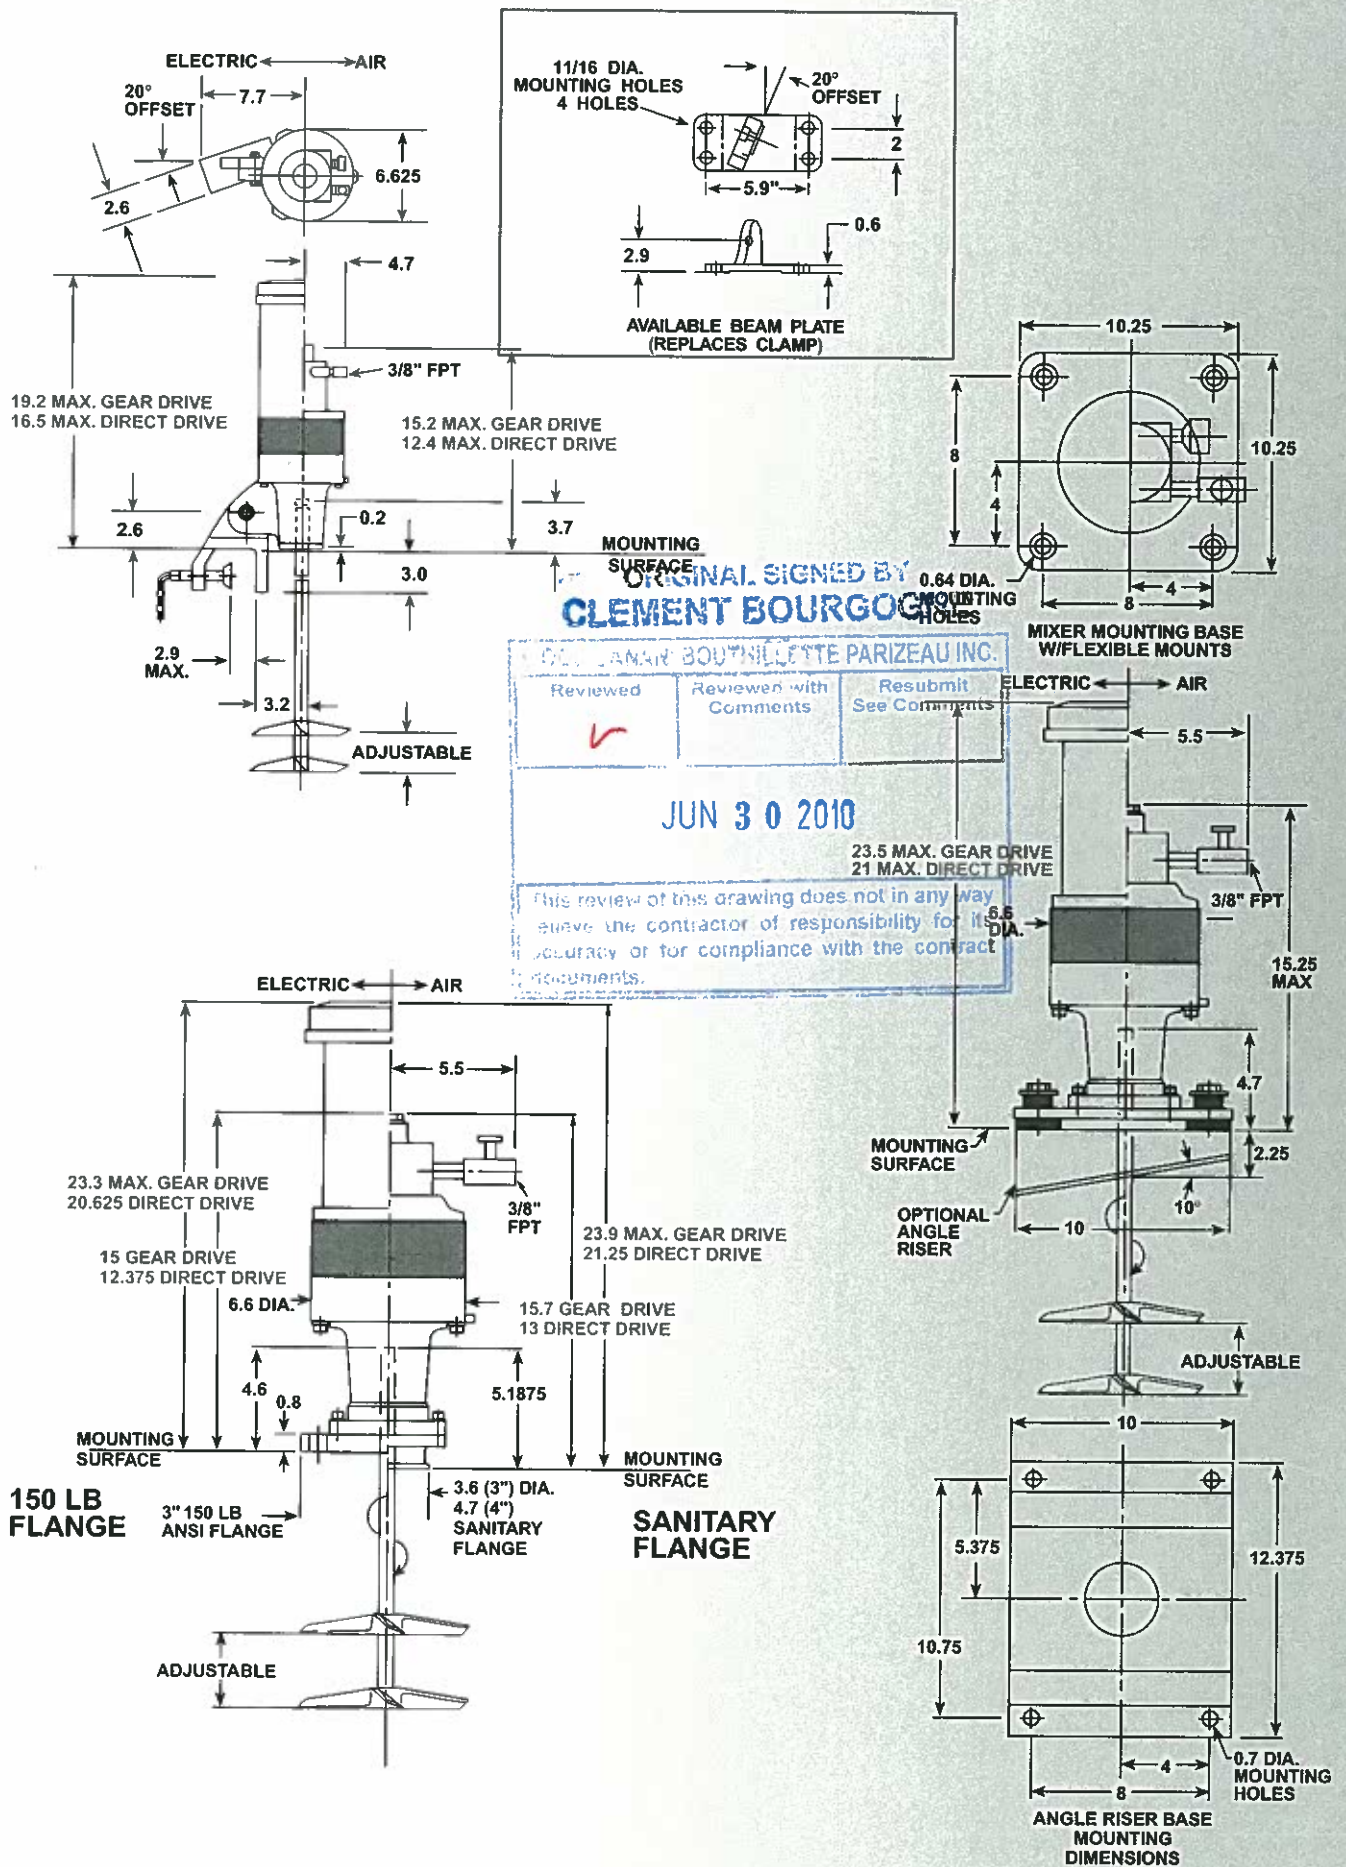 ELECTRIC AIR
20°
OFFSET
7.7
6.625
2.6
4.7
3/8" FPT
19.2 MAX. GEAR DRIVE
16.5 MAX. DIRECT DRIVE
15.2 MAX. GEAR DRIVE
12.4 MAX. DIRECT DRIVE
2.6
0.2
3.7
3.0
MOUNTING
SURFACE
2.9
MAX.
3.2
ADJUSTABLE
11/16 DIA.
MOUNTING HOLES
4 HOLES
20°
OFFSET
2
5.9"
0.6
2.9
AVAILABLE BEAM PLATE
(REPLACES CLAMP)
10.25
10.25
8
4
0.64 DIA.
MOUNTING
HOLES
4
8
MIXER MOUNTING BASE
W/FLEXIBLE MOUNTS
ORIGINAL SIGNED BY
CLEMENT BOURGOGNE
BOUTHILLETTE PARIZEAU INC.
Reviewed
Reviewed with
Comments
Resubmit
See Comments
JUN 30 2010
This review of this drawing does not in any way
relieve the contractor of responsibility for its
accuracy or for compliance with the contract
documents.
ELECTRIC AIR
5.5
23.5 MAX. GEAR DRIVE
21 MAX. DIRECT DRIVE
3/8" FPT
6.6
DIA.
15.25
MAX
4.7
MOUNTING
SURFACE
2.25
10°
OPTIONAL
ANGLE
RISER
10
ADJUSTABLE
ELECTRIC AIR
5.5
3/8"
FPT
23.3 MAX. GEAR DRIVE
20.625 DIRECT DRIVE
15 GEAR DRIVE
12.375 DIRECT DRIVE
23.9 MAX. GEAR DRIVE
21.25 DIRECT DRIVE
6.6 DIA.
15.7 GEAR DRIVE
13 DIRECT DRIVE
4.6
0.8
5.1875
MOUNTING
SURFACE
MOUNTING
SURFACE
150 LB
FLANGE
3" 150 LB
ANSI FLANGE
3.6 (3") DIA.
4.7 (4")
SANITARY
FLANGE
SANITARY
FLANGE
ADJUSTABLE
10
5.375
12.375
10.75
4
8
0.7 DIA.
MOUNTING
HOLES
ANGLE RISER BASE
MOUNTING
DIMENSIONS